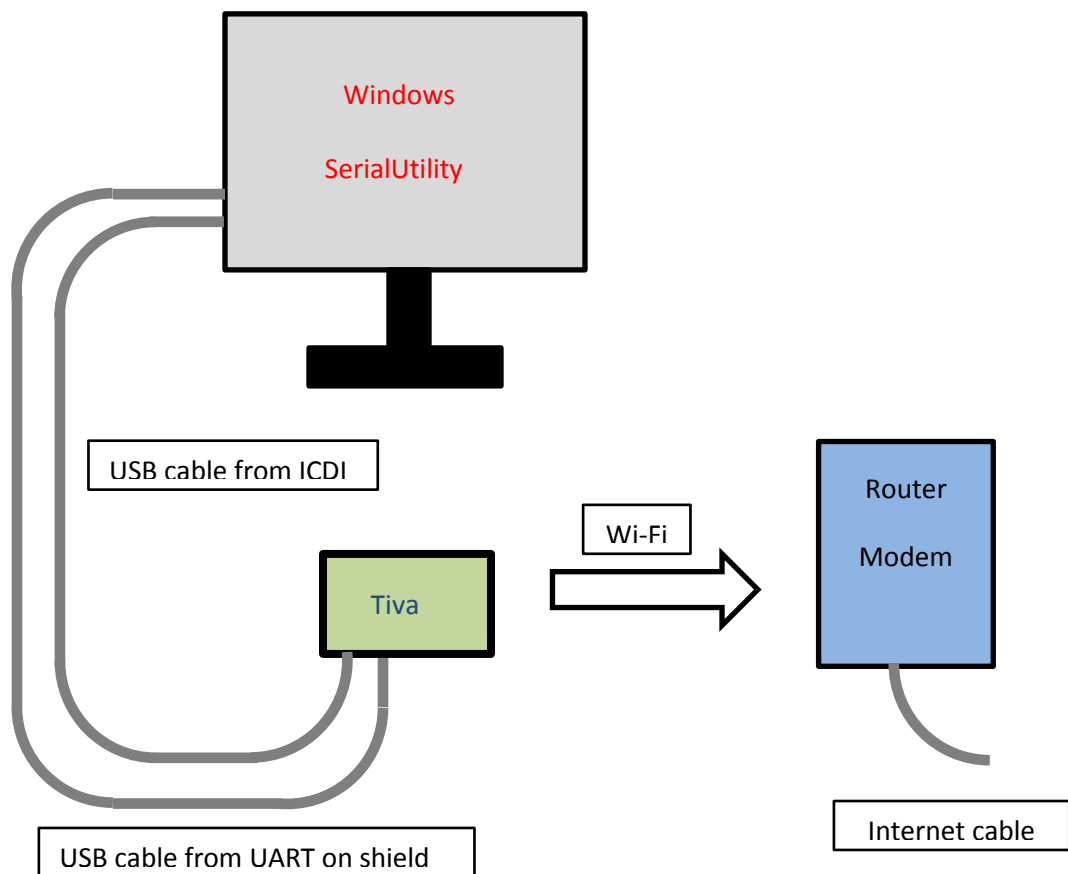 Windows
SerialUtility
USB cable from ICDI
Wi-Fi
Router
Modem
Tiva
Internet cable
USB cable from UART on shield